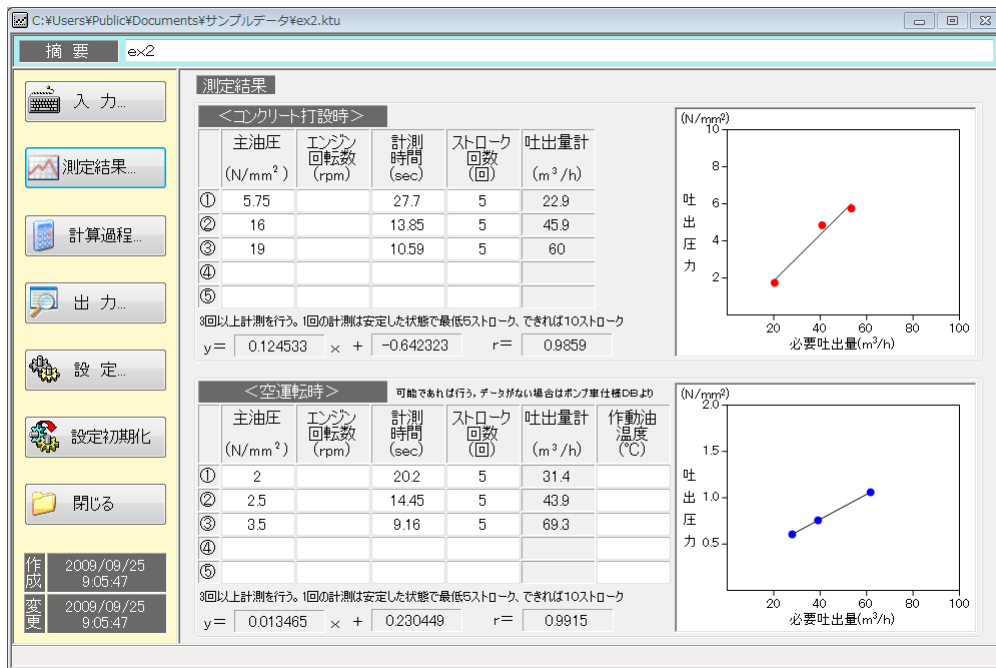 C:¥Users¥Public¥Documents¥サンプルデータ¥ex2.ktu
摘 要 ex2
入 力...
測定結果...
計算過程...
出 力...
設 定...
設定初期化
閉じる
作成 2009/09/25 9:05:47
変更 2009/09/25 9:05:47
測定結果
＜コンクリート打設時＞
主油圧 (N/mm²) エンジン回転数 (rpm) 計測時間 (sec) ストローク回数 (回) 吐出量計 (m³/h)
① 5.75 27.7 5 22.9
② 16 13.85 5 45.9
③ 19 10.59 5 60
④
⑤
3回以上計測を行う。1回の計測は安定した状態で最低5ストローク、できれば10ストローク
y＝ 0.124533 x + -0.642323 r＝ 0.9859
(N/mm²)
10
8
6
4
2
吐出圧力
20 40 60 80 100
必要吐出量(m³/h)
＜空運転時＞ 可能であれば行う。データがない場合はポンプ車仕様DBより
主油圧 (N/mm²) エンジン回転数 (rpm) 計測時間 (sec) ストローク回数 (回) 吐出量計 (m³/h) 作動油温度 (℃)
① 2 20.2 5 31.4
② 2.5 14.45 5 43.9
③ 3.5 9.16 5 69.3
④
⑤
3回以上計測を行う。1回の計測は安定した状態で最低5ストローク、できれば10ストローク
y＝ 0.013465 x + 0.230449 r＝ 0.9915
(N/mm²)
2.0
1.5
1.0
0.5
吐出圧力
20 40 60 80 100
必要吐出量(m³/h)